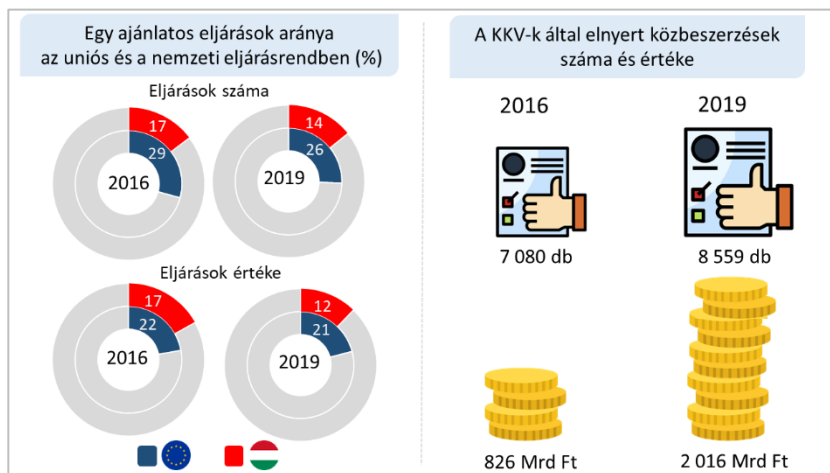 Egy ajánlatos eljárások aránya
az uniós és a nemzeti eljárásrendben (%)
Eljárások száma
17
29
2016
14
26
2019
Eljárások értéke
17
22
2016
12
21
2019
A KKV-k által elnyert közbeszerzések
száma és értéke
2016
2019
7 080 db
8 559 db
826 Mrd Ft
2 016 Mrd Ft